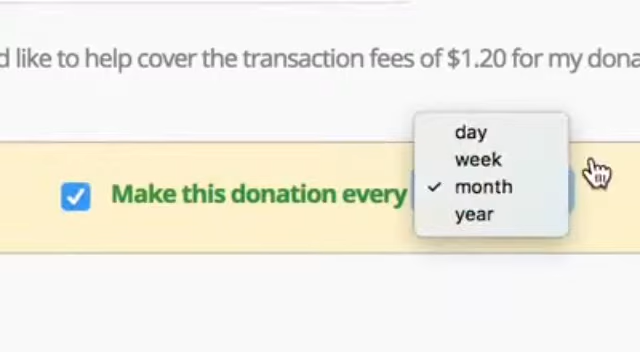 like to help cover the transaction fees of $1.20 for my
day
week
Make this donation every month
year